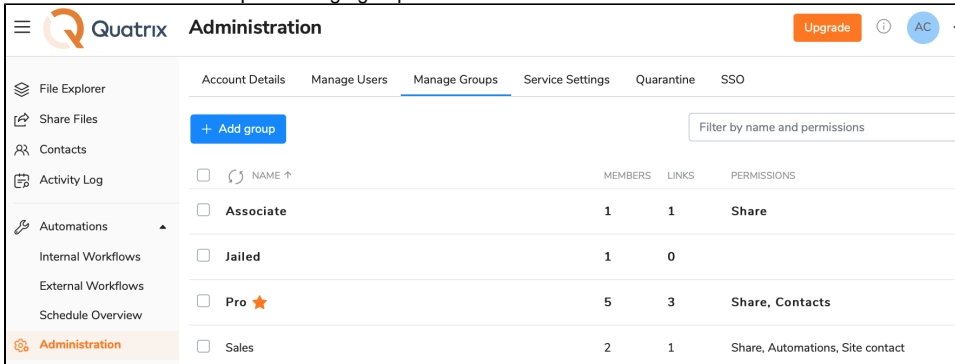 Quatrix Administration Upgrade AC
File Explorer
Share Files
Contacts
Activity Log
Automations
Internal Workflows
External Workflows
Schedule Overview
Administration
Account Details Manage Users Manage Groups Service Settings Quarantine SSO
+ Add group Filter by name and permissions
NAME ↑ MEMBERS LINKS PERMISSIONS
Associate 1 1 Share
Jailed 1 0
Pro 5 3 Share, Contacts
Sales 2 1 Share, Automations, Site contact